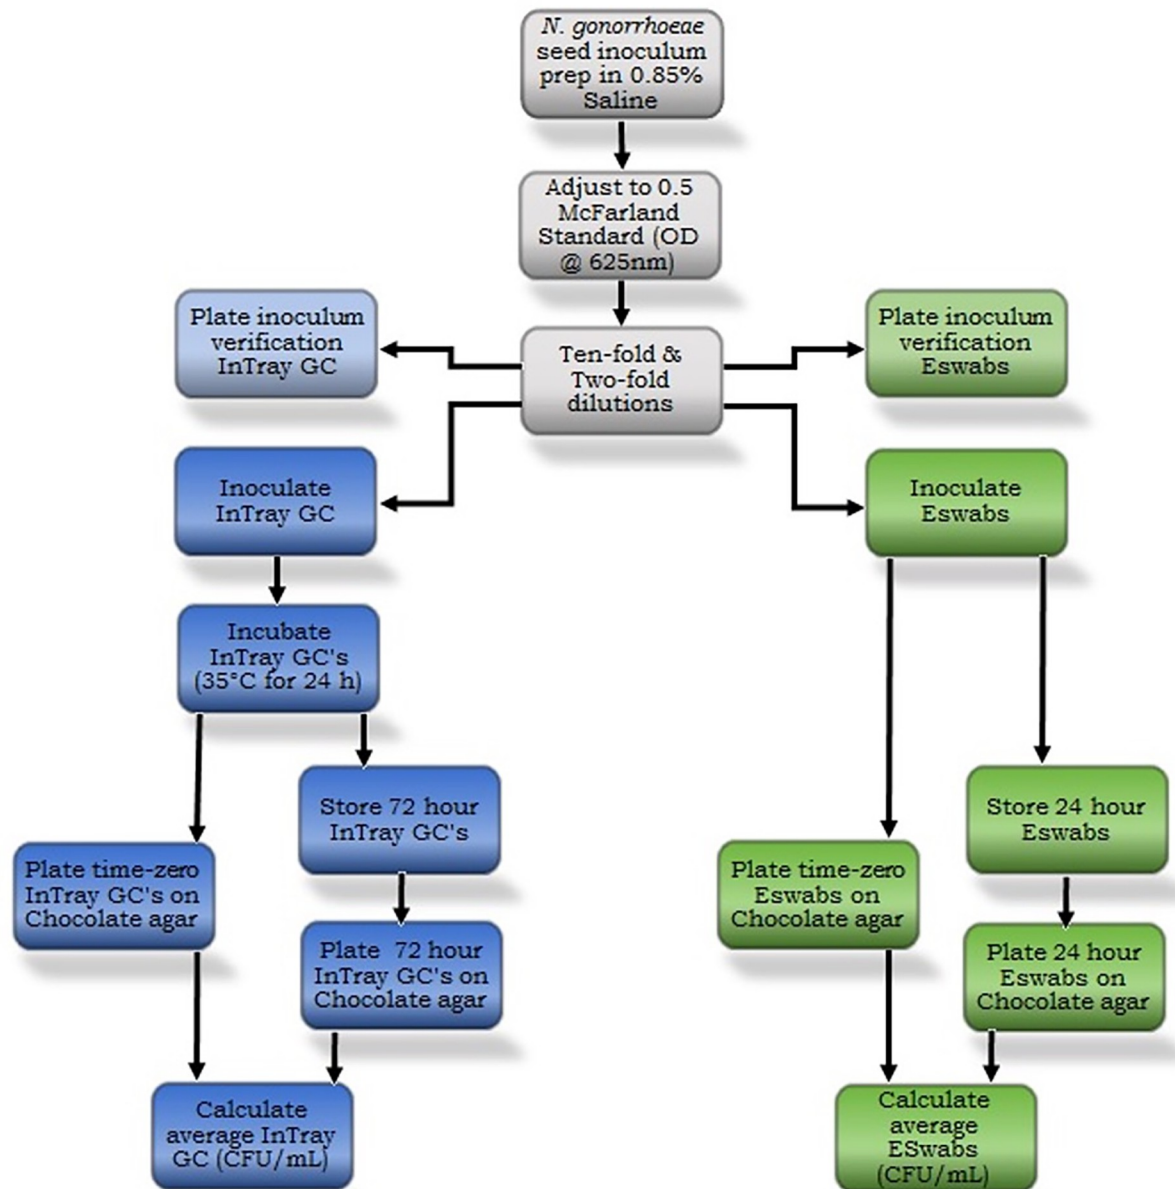 N. gonorrhoeae
seed inoculum
prep in 0.85%
Saline
Adjust to 0.5
McFarland
Standard (OD
@ 625nm)
Ten-fold &
Two-fold
dilutions
Plate inoculum
verification
InTray GC
Inoculate
InTray GC
Incubate
InTray GC's
(35°C for 24 h)
Store 72 hour
InTray GC's
Plate time-zero
InTray GC's on
Chocolate agar
Plate 72 hour
InTray GC's on
Chocolate agar
Calculate
average InTray
GC (CFU/mL)
Plate inoculum
verification
Eswabs
Inoculate
Eswabs
Store 24 hour
Eswabs
Plate time-zero
Eswabs on
Chocolate agar
Plate 24 hour
Eswabs on
Chocolate agar
Calculate
average
ESwabs
(CFU/mL)